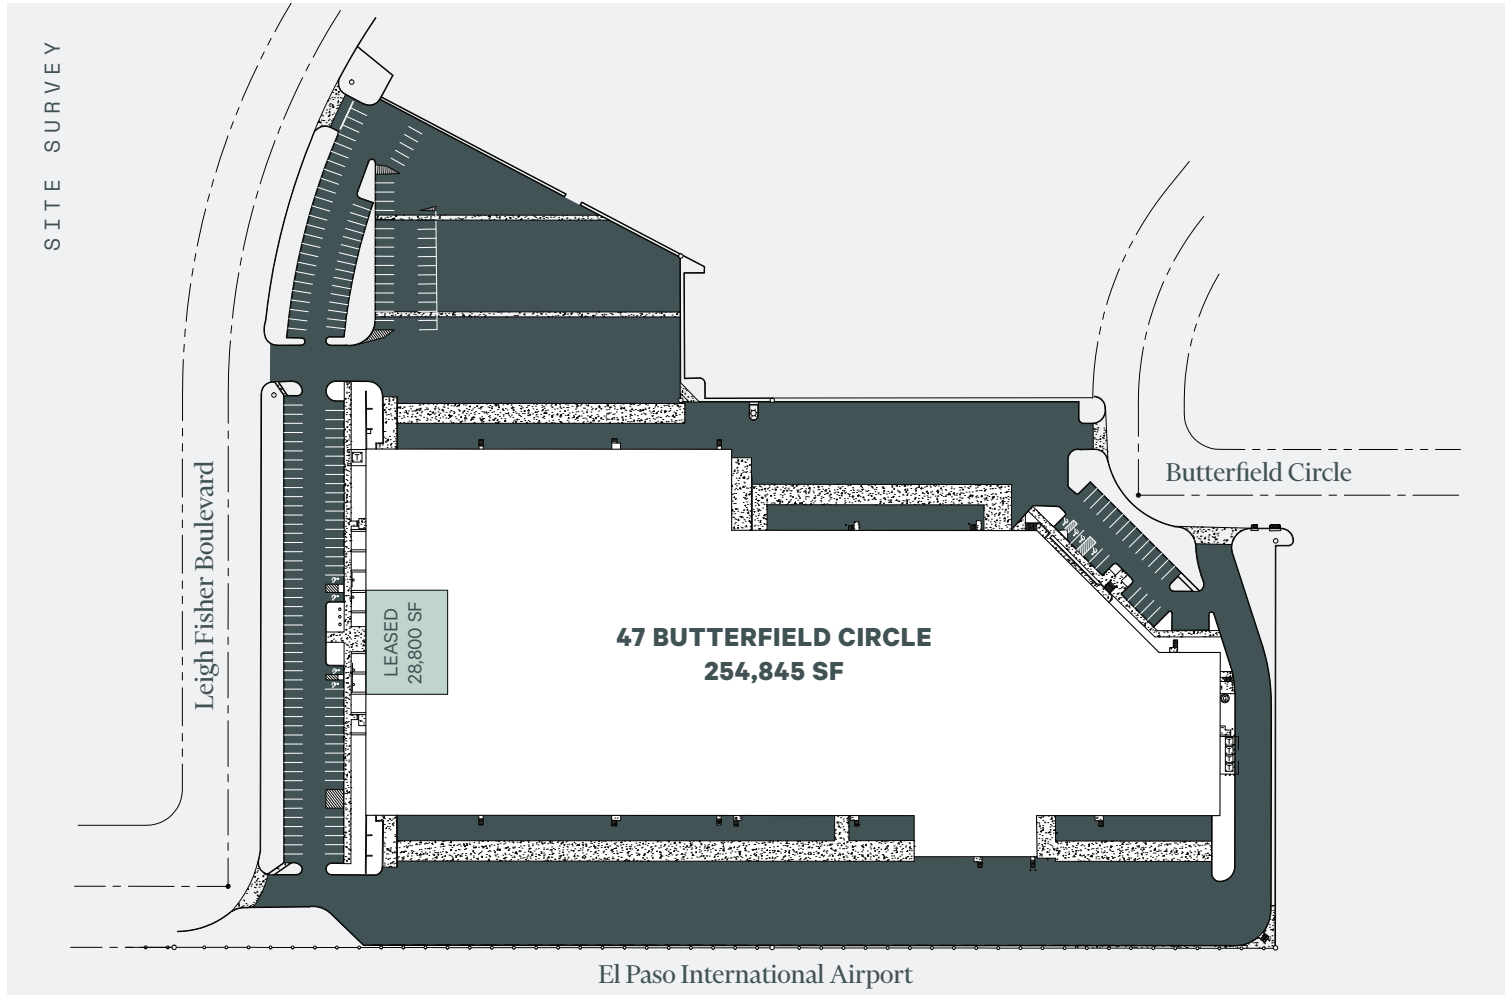 SITE SURVEY
Butterfield Circle
Leigh Fisher Boulevard
LEASED
28,800 SF
47 BUTTERFIELD CIRCLE
254,845 SF
El Paso International Airport